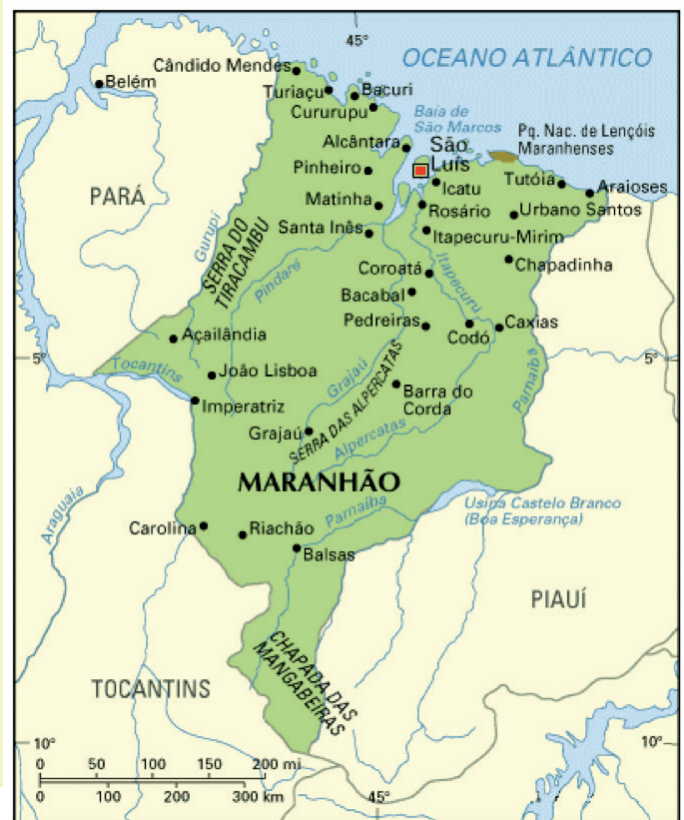 45°
OCEANO ATLÂNTICO
Cândido Mendes
Belém
Turiaçu
Bacuri
Cururupu
Baía de
São Marcos
Pq. Nac. de Lençóis
Maranhenses
Alcântara
São
Luís
Pinheiro
Icatu
Tutóia
Araioses
PARÁ
Matinha
Rosário
Urbano Santos
Gurupi
SERRA DO
TIRACAMBU
Santa Inês
Itapecuru-Mirim
Pindaré
Coroatá
Itapecuru
Chapadinha
Bacabal
Pedreiras
Codó
Caxias
Açailândia
5°
5°
Tocantins
João Lisboa
Grajaú
SERRA DAS ALPERCATAS
Parnaíba
Barra do
Corda
Imperatriz
Grajaú
Alpercatas
MARANHÃO
Araguaia
Parnaíba
Usina Castelo Branco
(Boa Esperança)
Carolina
Riachão
Balsas
PIAUÍ
CHAPADA DAS
MANGABEIRAS
TOCANTINS
10°
10°
0 50 100 150 200 mi
0 100 200 300 km
45°